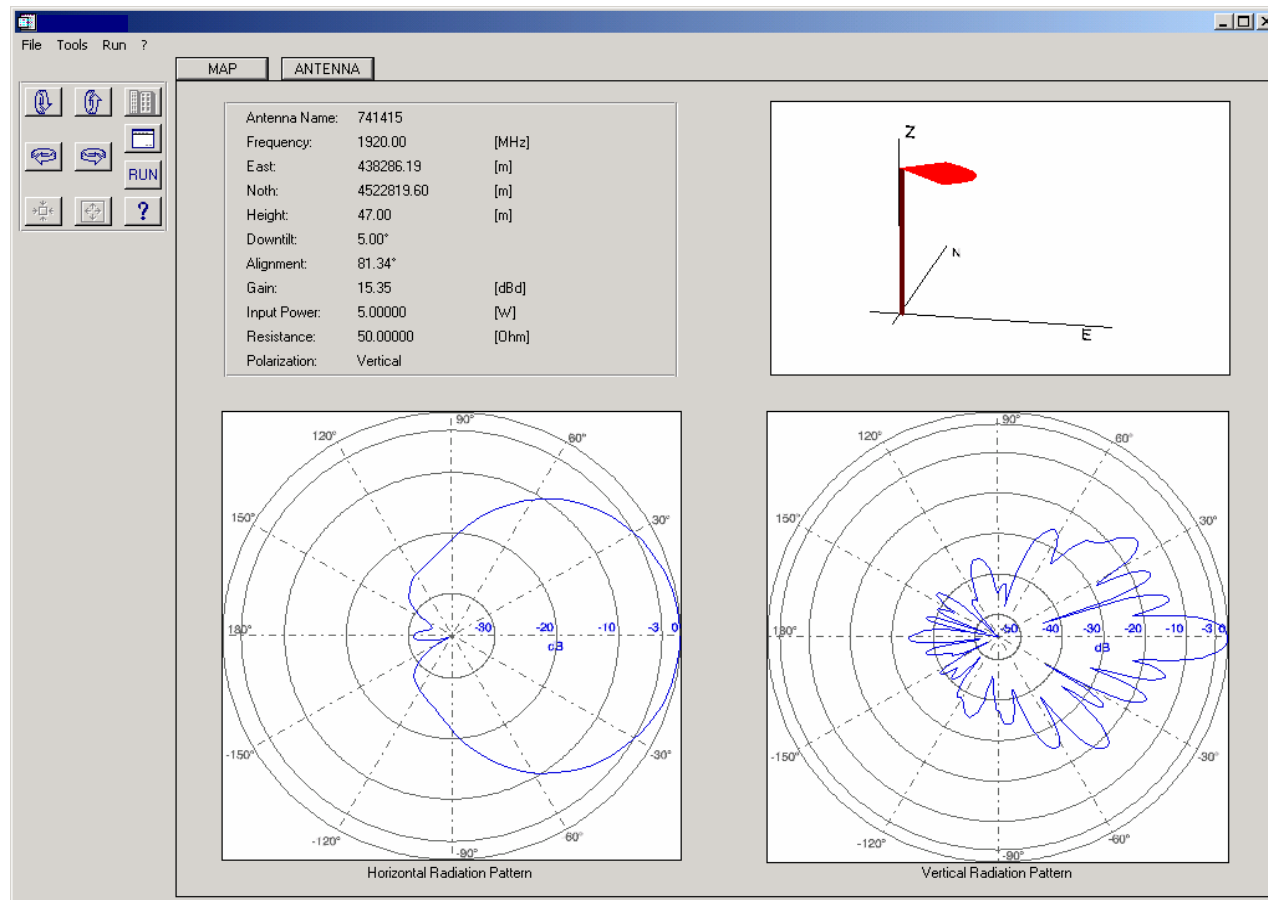 File Tools Run ?
MAP ANTENNA
RUN
?
Antenna Name: 741415
Frequency: 1920.00 [MHz]
East: 438286.19 [m]
Noth: 4522819.60 [m]
Height: 47.00 [m]
Downtilt: 5.00°
Alignment: 81.34°
Gain: 15.35 [dBd]
Input Power: 5.00000 [W]
Resistance: 50.00000 [Ohm]
Polarization: Vertical
Z
N
E
90°
120° 60°
150° 30°
180° -30 -20 -10 -3 0
dB
-150° -30°
-120° 60°
-90°
Horizontal Radiation Pattern
90°
120° 60°
150° 30°
180° -50 -40 -30 -20 -10 -3 0
dB
-150° -30°
-120° -60°
-90°
Vertical Radiation Pattern